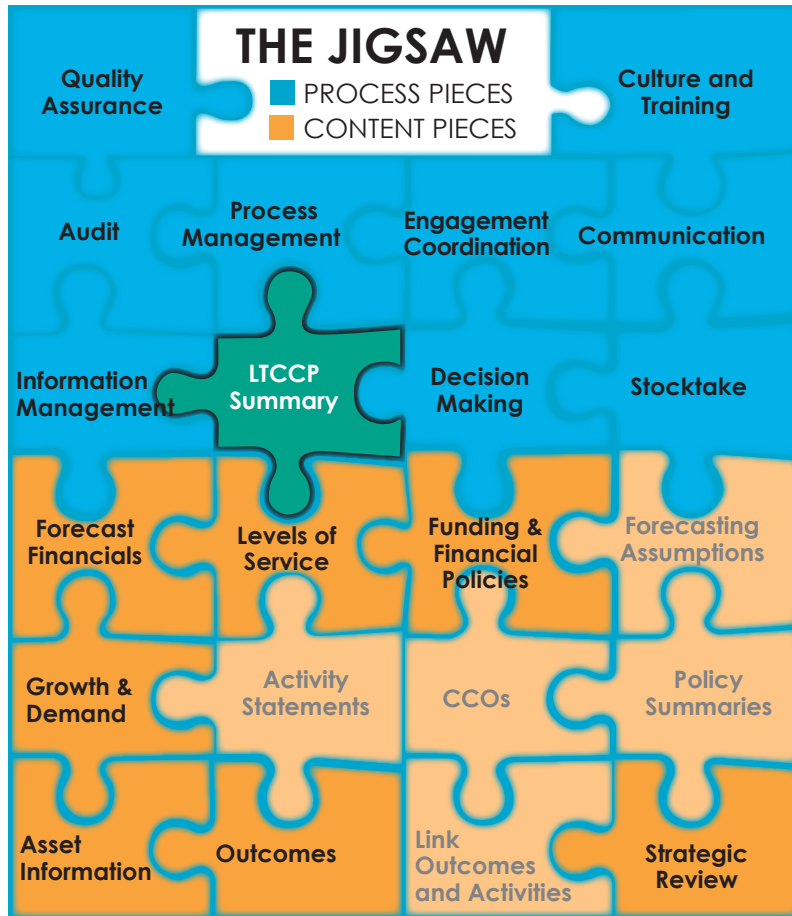 THE JIGSAW
PROCESS PIECES
CONTENT PIECES
Quality
Assurance
Culture and
Training
Audit
Process
Management
Engagement
Coordination
Communication
Information
Management
LTCCP
Summary
Decision
Making
Stocktake
Forecast
Financials
Levels of
Service
Funding &
Financial
Policies
Forecasting
Assumptions
Growth &
Demand
Activity
Statements
CCOs
Policy
Summaries
Asset
Information
Outcomes
Link
Outcomes
and Activities
Strategic
Review